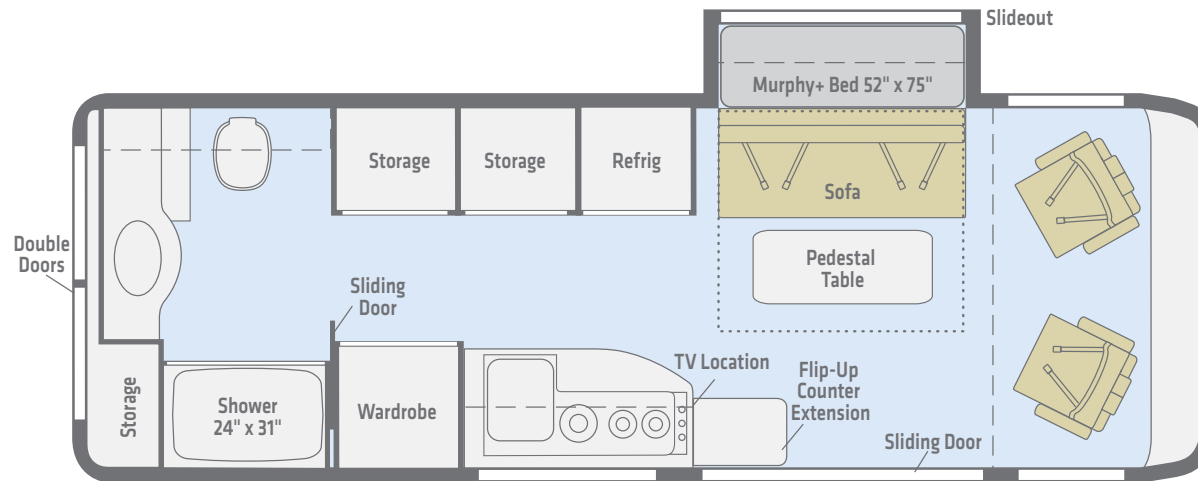 Slideout
Murphy+ Bed 52" x 75"
Storage
Storage
Refrig
Sofa
Double
Doors
Pedestal
Table
Sliding
Door
TV Location
Flip-Up
Counter
Extension
Storage
Shower
24" x 31"
Wardrobe
Sliding Door